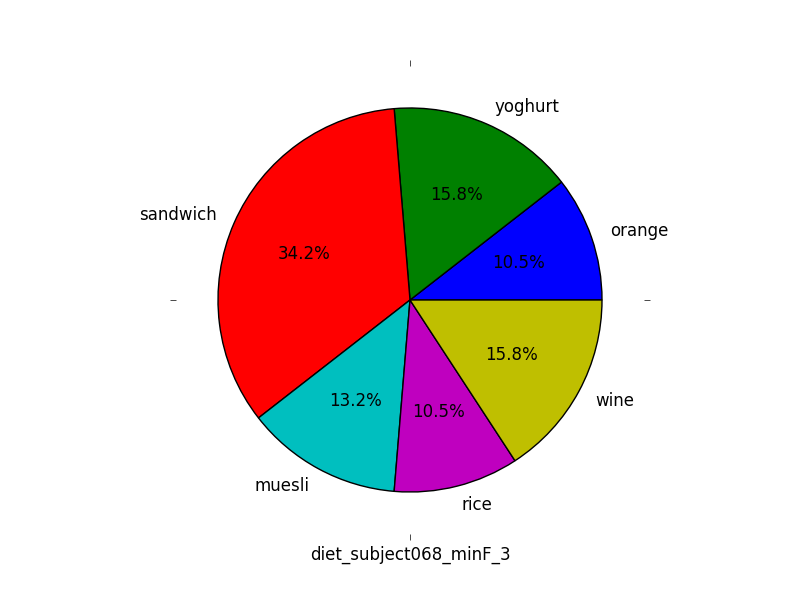 yoghurt
15.8%
sandwich
orange
34.2%
10.5%
15.8%
13.2%
wine
10.5%
muesli
rice
diet_subject068_minF_3